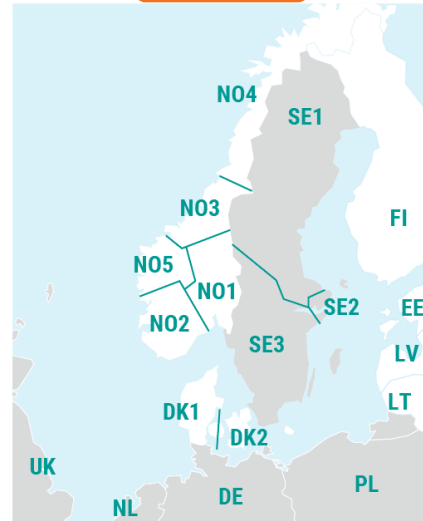 NO4
SE1
NO3
FI
NO5
NO1
SE2
EE
NO2
SE3
LV
LT
DK1
DK2
UK
PL
DE
NL